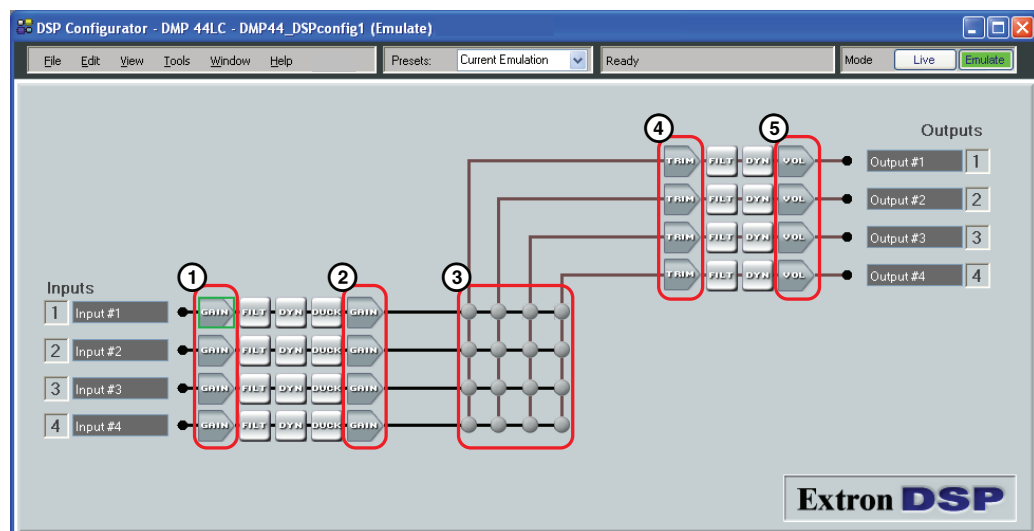 DSP Configurator - DMP 44LC - DMP44_DSPconfig1 (Emulate)
File Edit View Tools Window Help Presets: Current Emulation Ready Mode Live Emulate
4 5 Outputs
TRIM FILT DYN VOL Output #1 1
TRIM FILT DYN VOL Output #2 2
TRIM FILT DYN VOL Output #3 3
TRIM FILT DYN VOL Output #4 4
1 2 3
Inputs
1 Input #1 GAIN FILT DYN DUCK GAIN
2 Input #2 GAIN FILT DYN DUCK GAIN
3 Input #3 GAIN FILT DYN DUCK GAIN
4 Input #4 GAIN FILT DYN DUCK GAIN
Extron DSP